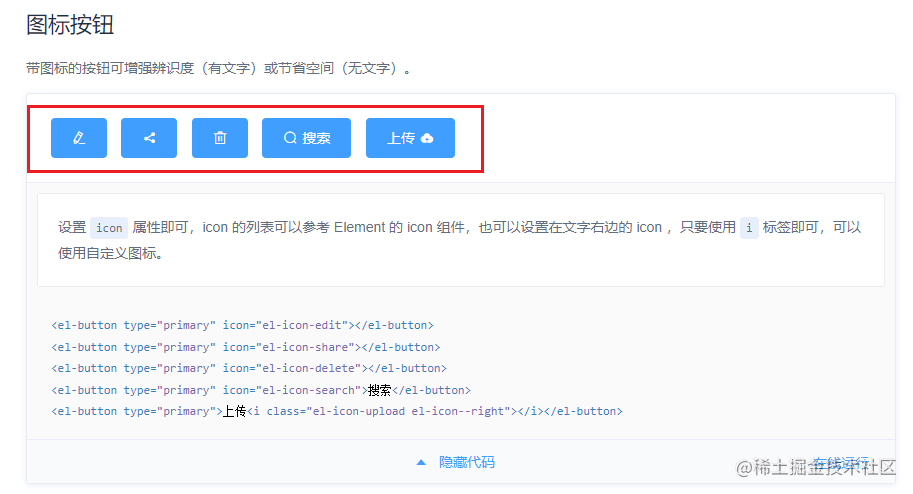 图标按钮
带图标的按钮可增强辨识度（有文字）或节省空间（无文字）。
搜索 上传
设置 icon 属性即可，icon 的列表可以参考 Element 的 icon 组件，也可以设置在文字右边的 icon ，只要使用 i 标签即可，可以
使用自定义图标。
<el-button type="primary" icon="el-icon-edit"></el-button>
<el-button type="primary" icon="el-icon-share"></el-button>
<el-button type="primary" icon="el-icon-delete"></el-button>
<el-button type="primary" icon="el-icon-search">搜索</el-button>
<el-button type="primary">上传<i class="el-icon-upload el-icon--right"></i></el-button>
隐藏代码 在线运行
@稀土掘金技术社区